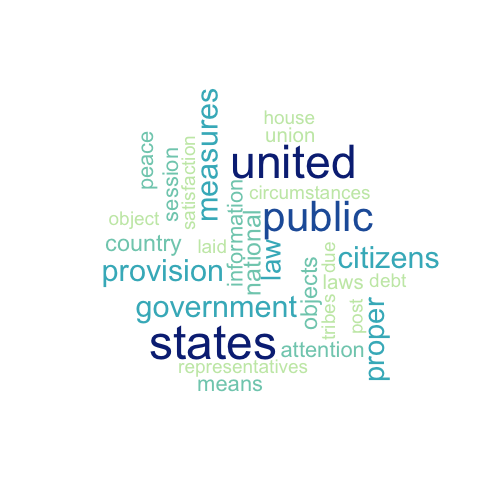 house
union
united
measures
peace
session
satisfaction
circumstances
information
public
object
laid
national
country
law
citizens
provision
due
objects
laws
debt
government
tribes
post
proper
states
attention
representatives
means